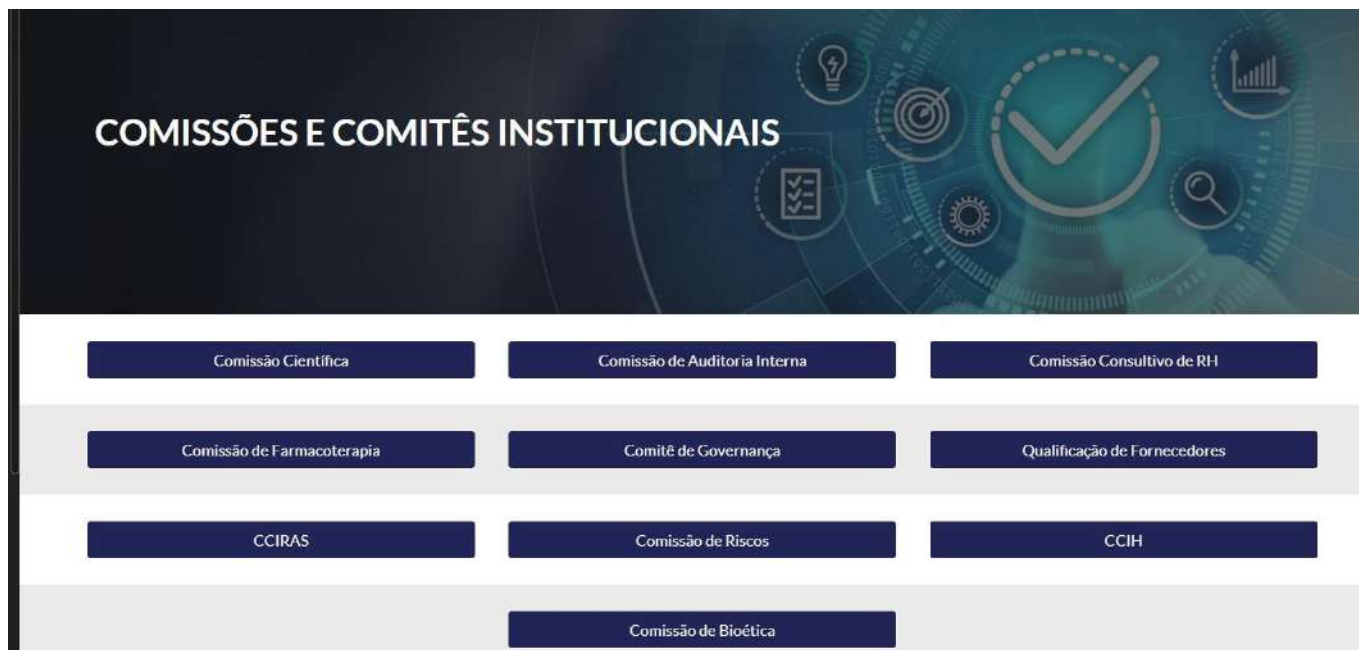 COMISSÕES E COMITÊS INSTITUCIONAIS
Comissão Científica
Comissão de Auditoria Interna
Comissão Consultivo de RH
Comissão de Farmacoterapia
Comitê de Governança
Qualificação de Fornecedores
CCIRAS
Comissão de Riscos
CCIH
Comissão de Bioética